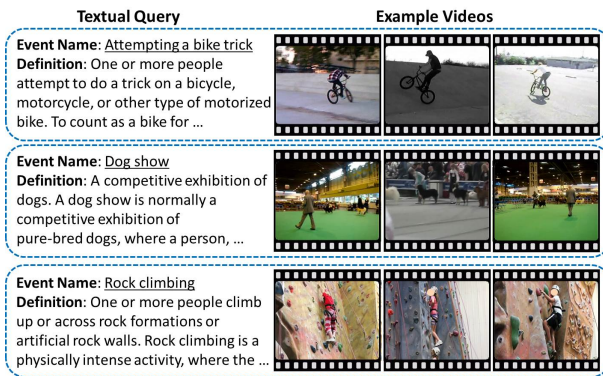 Textual Query
Example Videos
Event Name: Attempting a bike trick
Definition: One or more people
attempt to do a trick on a bicycle,
motorcycle, or other type of motorized
bike. To count as a bike for ...
Event Name: Dog show
Definition: A competitive exhibition of
dogs. A dog show is normally a
competitive exhibition of
pure-bred dogs, where a person, ...
Event Name: Rock climbing
Definition: One or more people climb
up or across rock formations or
artificial rock walls. Rock climbing is a
physically intense activity, where the ...